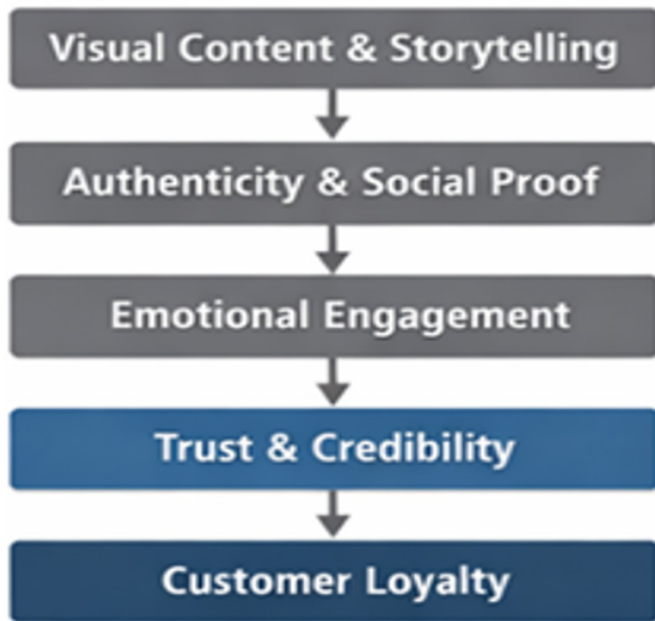 Visual Content & Storytelling
Authenticity & Social Proof
Emotional Engagement
Trust & Credibility
Customer Loyalty